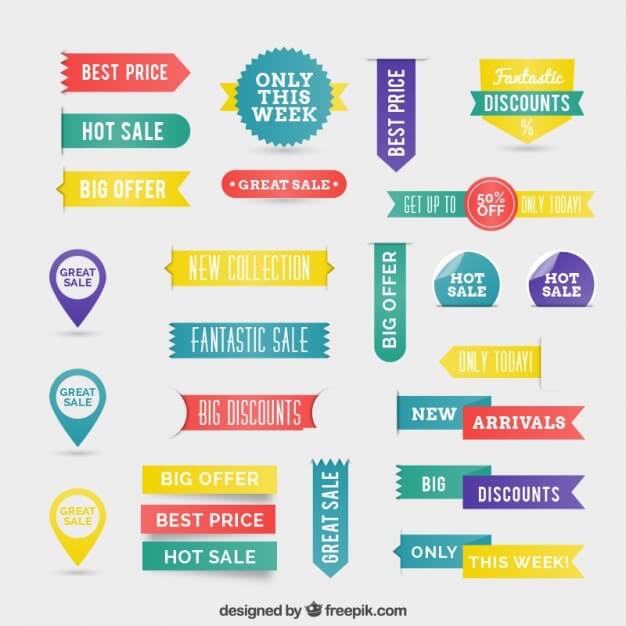 BEST PRICE
HOT SALE
BIG OFFER
ONLY
THIS
WEEK
GREAT SALE
BEST PRICE
Fantastic
DISCOUNTS
%
GET UP TO
50%
OFF
ONLY TODAY!
GREAT
SALE
NEW COLLECTION
BIG OFFER
HOT
SALE
HOT
SALE
FANTASTIC SALE
ONLY TODAY!
GREAT
SALE
BIG DISCOUNTS
NEW
ARRIVALS
GREAT
SALE
BIG OFFER
BEST PRICE
HOT SALE
GREAT SALE
BIG
DISCOUNTS
ONLY
THIS WEEK!
designed by freepik.com